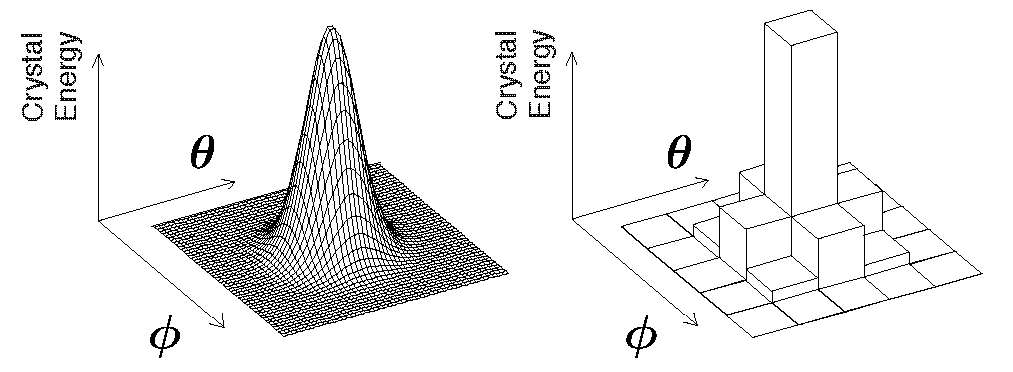 Crystal
Energy
θ
ϕ
Crystal
Energy
θ
ϕ